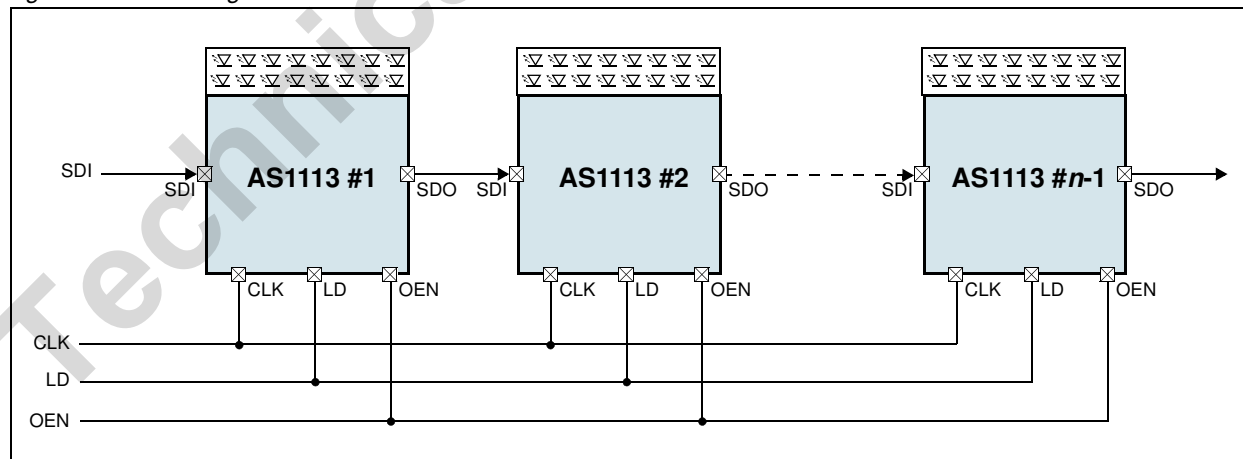 Technic
SDI
SDI
AS1113 #1
SDO
SDI
AS1113 #2
SDO
SDI
AS1113 #n-1
SDO
CLK
LD
OEN
CLK
LD
OEN
CLK
LD
OEN
CLK
LD
OEN